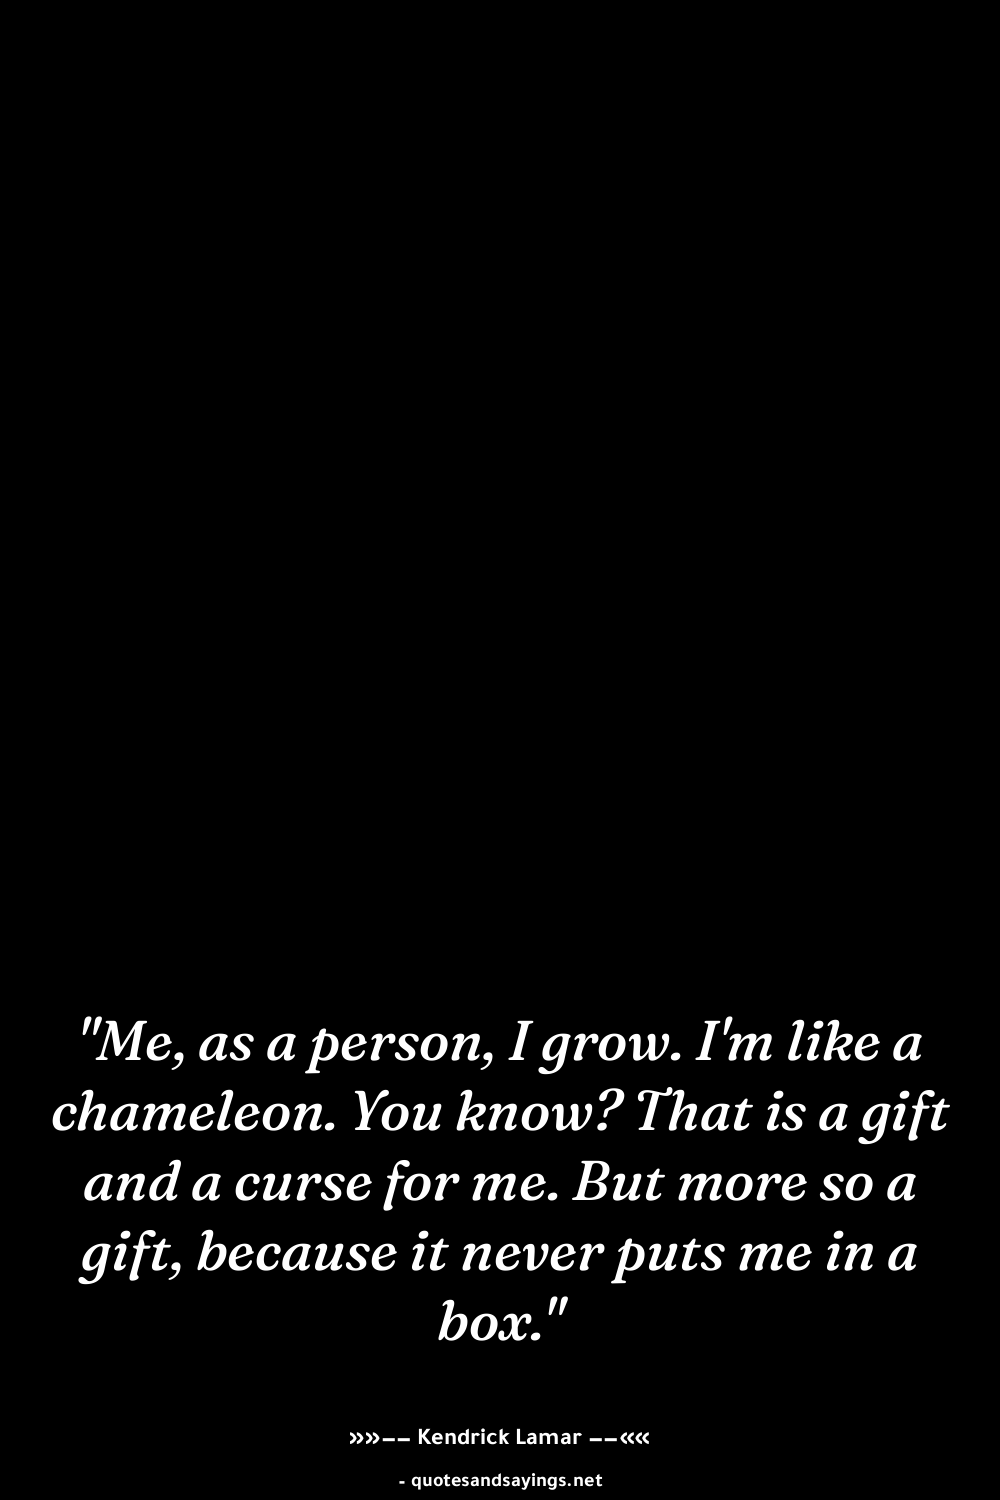 "Me, as a person, I grow. I'm like a
chameleon. You know? That is a gift
and a curse for me. But more so a
gift, because it never puts me in a
box."
»»–– Kendrick Lamar ––««
- quotesandsayings.net